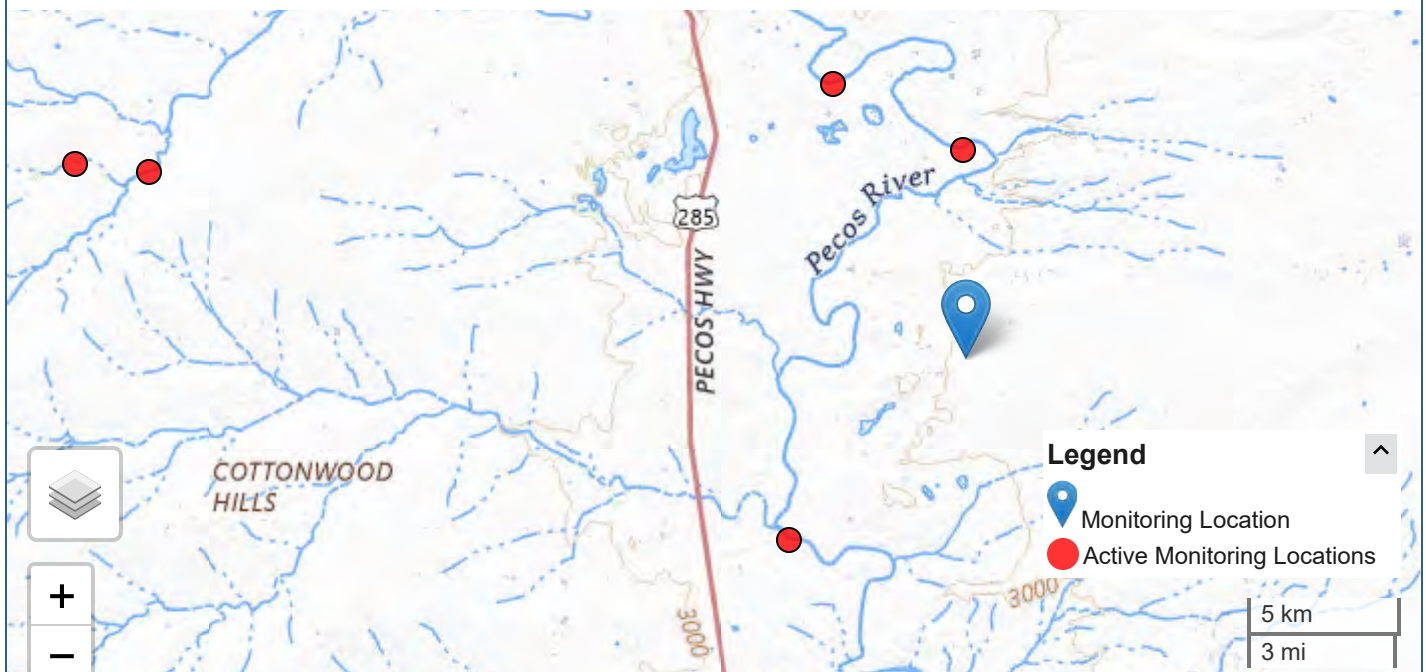 Pecos River
285
PECOS HWY
COTTONWOOD
HILLS
Legend
Monitoring Location
Active Monitoring Locations
3000
3000
+
−
5 km
3 mi